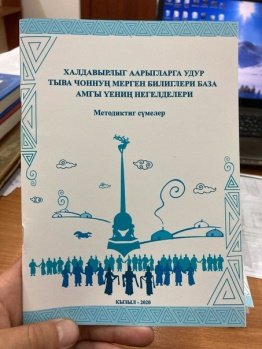 ХАЛДАВЫРЛЫГ ААРЫГЛАРГА УДУР
ТЫВА ЧОННУҢ МЕРГЕН БИЛИГЛЕРИ БАЗА
АМГЫ ҮЕНИҢ НЕГЕЛДЕЛЕРИ
Методиктиг сүмелер
КЫЗЫЛ - 2020